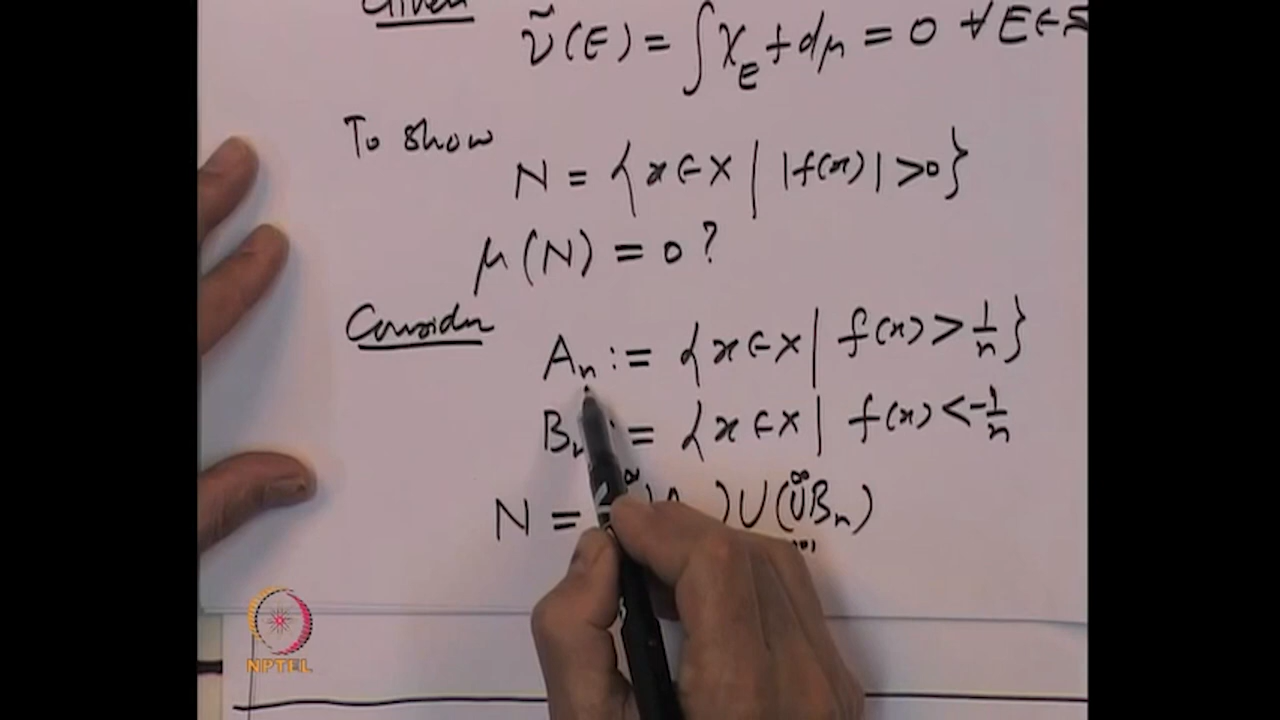 Given
ν̃(E) = ∫χ_E f dμ = 0 ∀ E ∈ S
To show
N = {x ∈ X | |f(x)| > 0}
μ(N) = 0 ?
Consider
A_n := {x ∈ X | f(x) > 1/n}
B_n := {x ∈ X | f(x) < -1/n
N = ) ∪ (∪B_n)
NPTEL